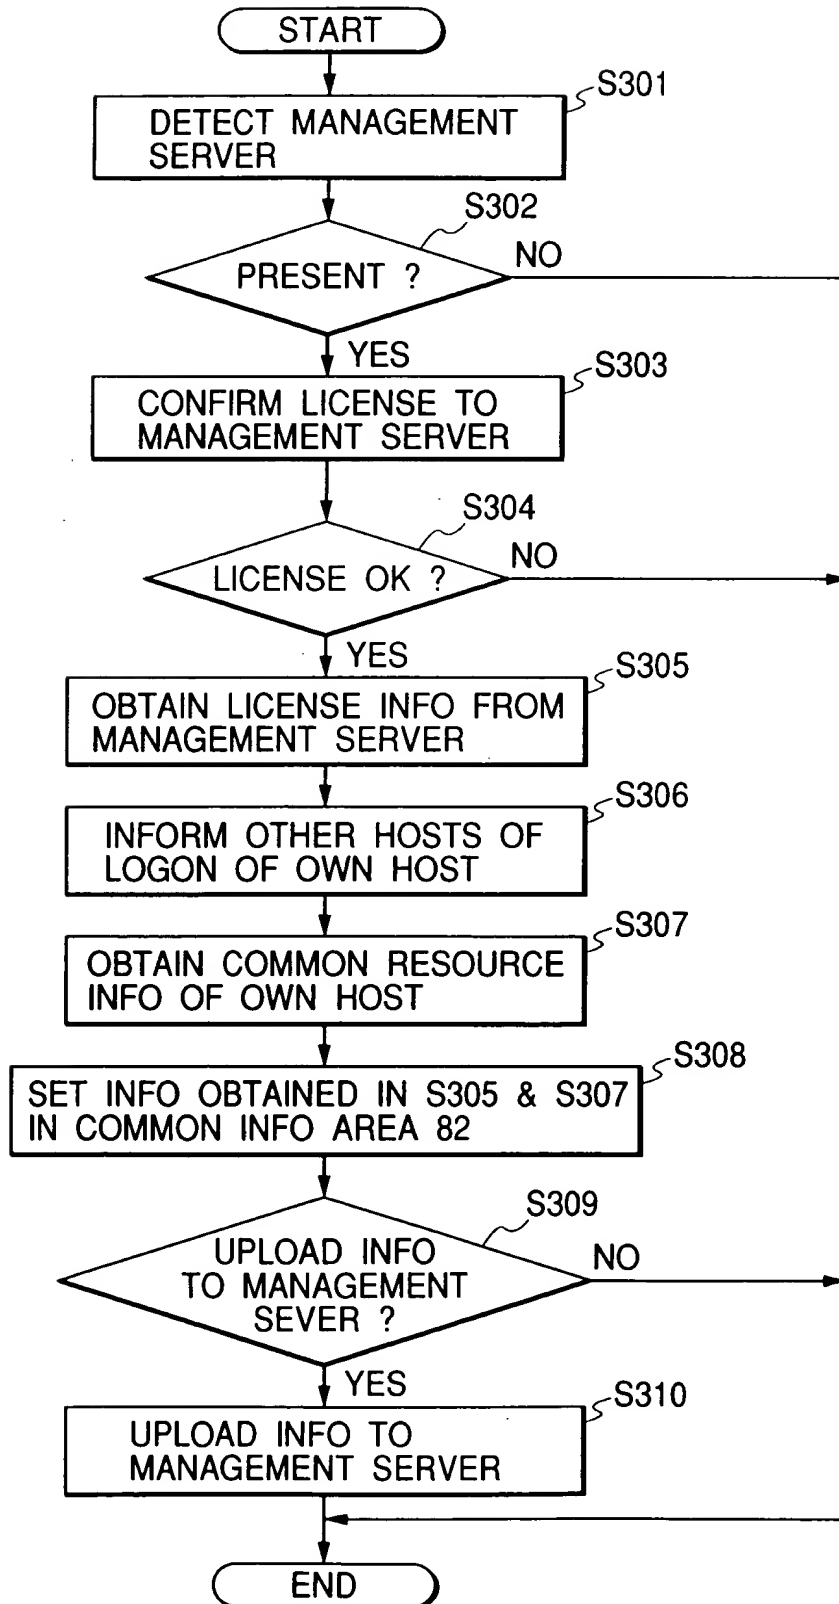 START
S301
DETECT MANAGEMENT
SERVER
S302
PRESENT ?
NO
YES
S303
CONFIRM LICENSE TO
MANAGEMENT SERVER
S304
LICENSE OK ?
NO
YES
S305
OBTAIN LICENSE INFO FROM
MANAGEMENT SERVER
S306
INFORM OTHER HOSTS OF
LOGON OF OWN HOST
S307
OBTAIN COMMON RESOURCE
INFO OF OWN HOST
S308
SET INFO OBTAINED IN S305 & S307
IN COMMON INFO AREA 82
S309
UPLOAD INFO
TO MANAGEMENT
SEVER ?
NO
YES
S310
UPLOAD INFO TO
MANAGEMENT SERVER
END